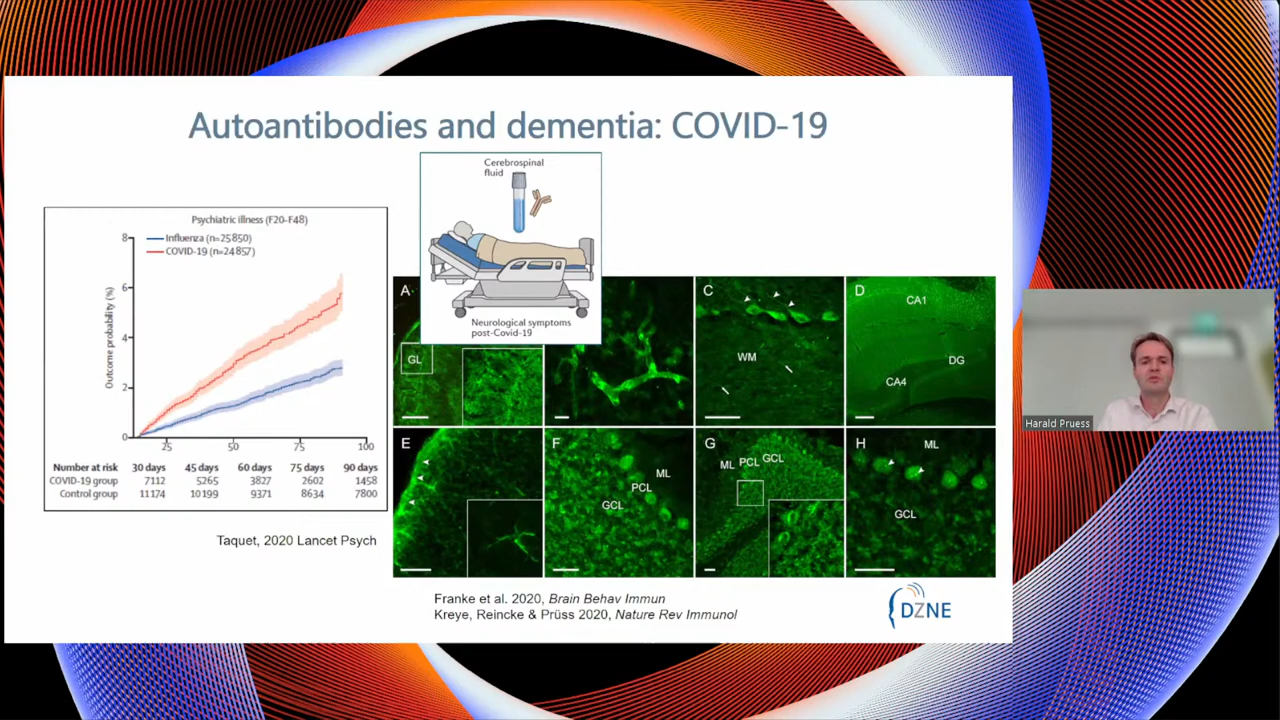 Autoantibodies and dementia: COVID-19
Cerebrospinal
fluid
Neurological symptoms
post-Covid-19
Psychiatric illness (F20–F48)
Influenza (n=25 850)
COVID-19 (n=24 857)
Outcome probability (%)
8
6
4
2
0
25
50
75
100
Number at risk 30 days 45 days 60 days 75 days 90 days
COVID-19 group 7112 5265 3827 2602 1458
Control group 11174 10199 9371 8634 7800
Taquet, 2020 Lancet Psych
A
GL
C
WM
D
CA1
DG
CA4
E
F
ML
PCL
GCL
G
ML PCL GCL
H
ML
GCL
Franke et al. 2020, Brain Behav Immun
Kreye, Reincke & Prüss 2020, Nature Rev Immunol
DZNE
Harald Pruess